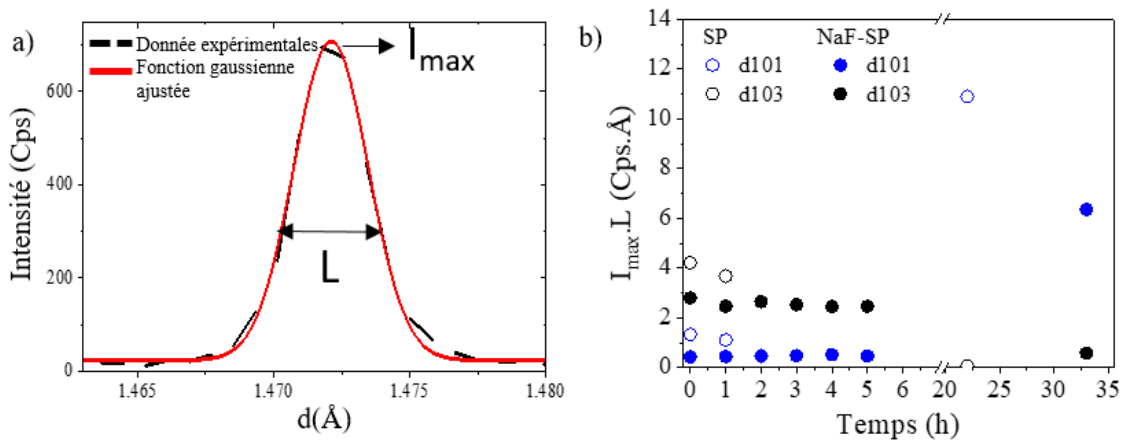 a)
Donnée expérimentales
Fonction gaussienne
ajustée
Imax
L
Intensité (Cps)
600
400
200
0
1.465
1.470
1.475
1.480
d(Å)
b)
SP
NaF-SP
d101
d101
d103
d103
Imax.L (Cps.Å)
14
12
10
8
6
4
2
0
0
1
2
3
4
5
6
20
25
30
35
Temps (h)